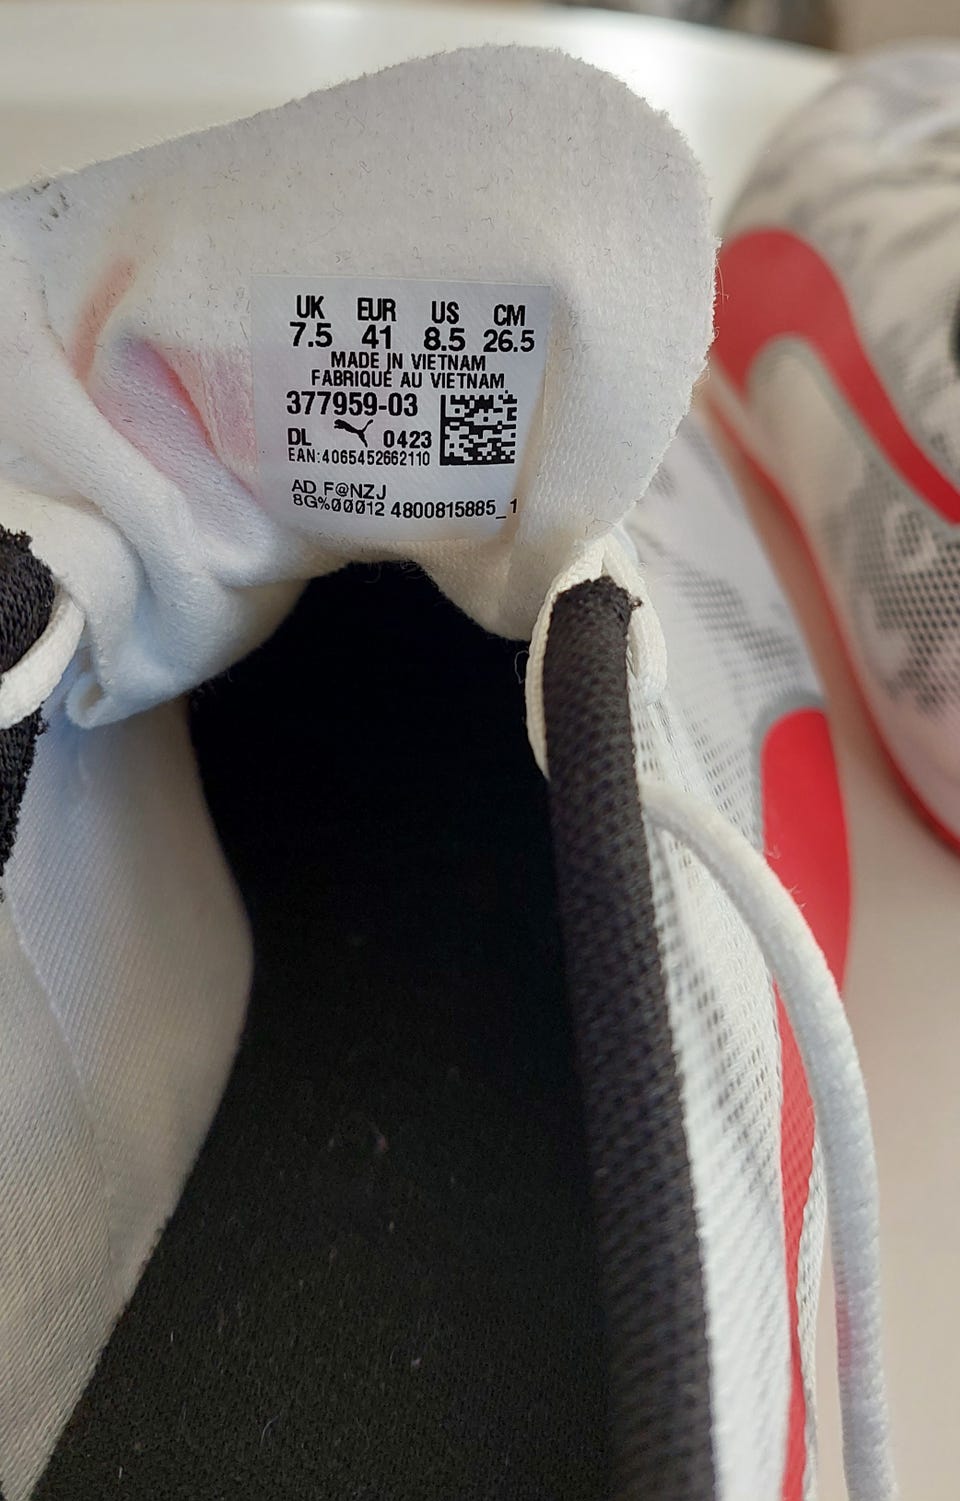 UK EUR US CM
7.5 41 8.5 26.5
MADE IN VIETNAM
FABRIQUÉ AU VIETNAM
377959-03
DL 0423
EAN:4065452662110
AD_F@NZJ
8G%00012 4800815885_1